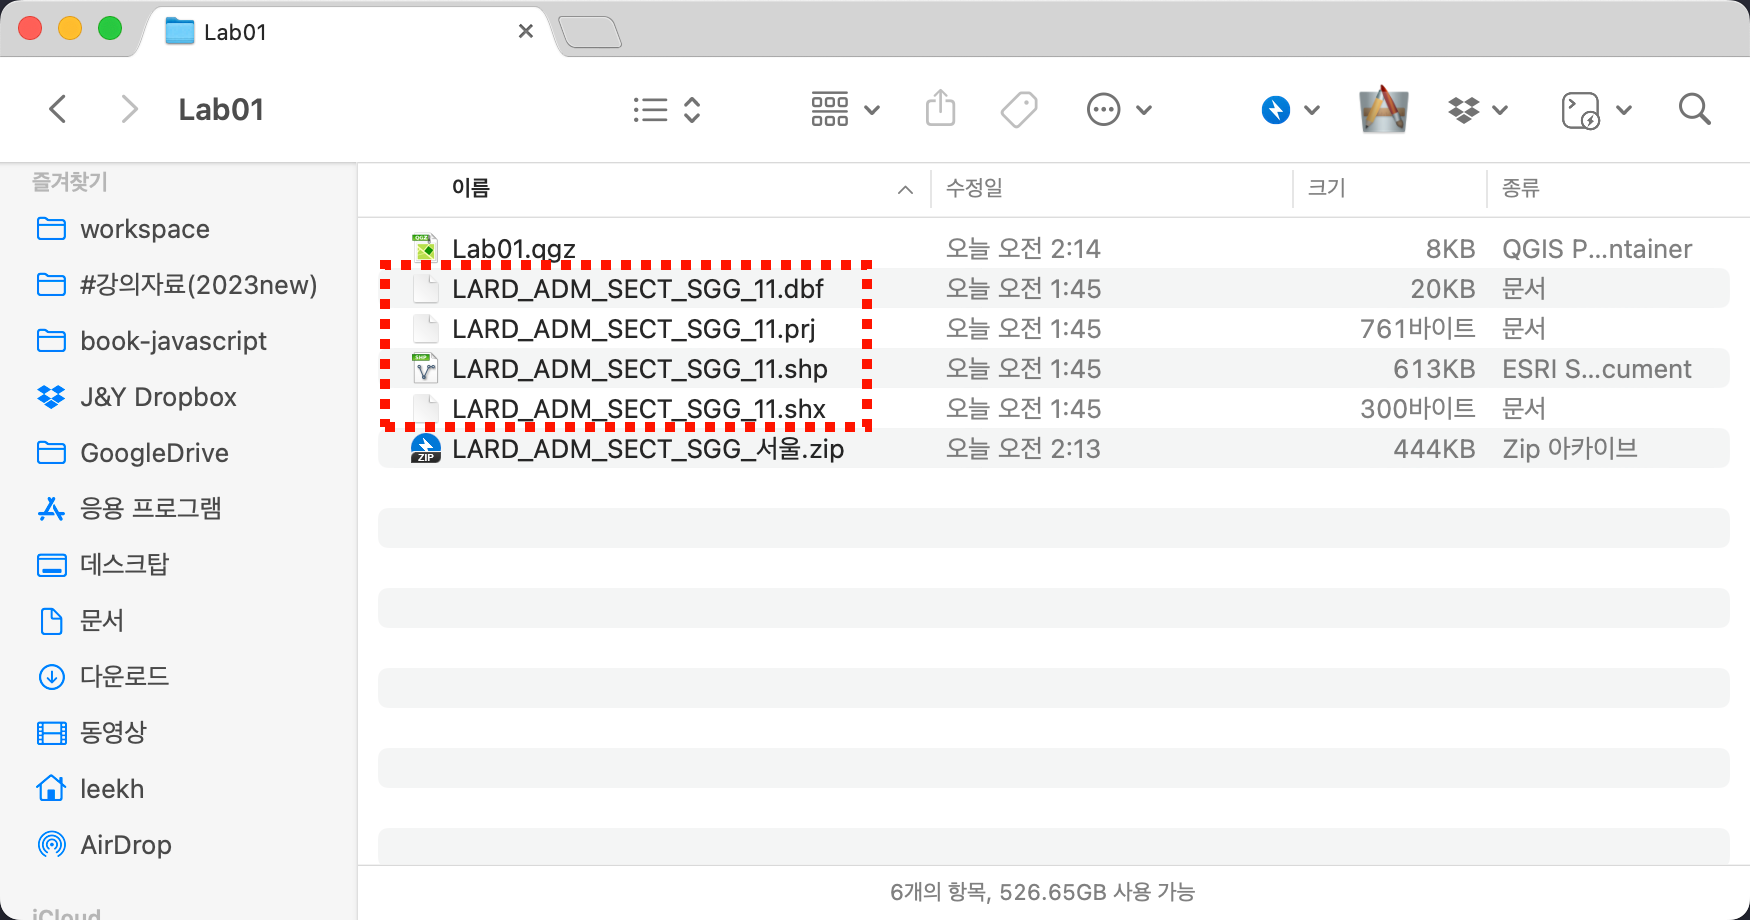 Lab01
Lab01
즐겨찾기
workspace
#강의자료(2023new)
book-javascript
J&Y Dropbox
GoogleDrive
응용 프로그램
데스크탑
문서
다운로드
동영상
leekh
AirDrop
iCloud
이름 수정일 크기 종류
Lab01.qgz 오늘 오전 2:14 8KB QGIS P...ntainer
LARD_ADM_SECT_SGG_11.dbf 오늘 오전 1:45 20KB 문서
LARD_ADM_SECT_SGG_11.prj 오늘 오전 1:45 761바이트 문서
SHP LARD_ADM_SECT_SGG_11.shp 오늘 오전 1:45 613KB ESRI S...cument
LARD_ADM_SECT_SGG_11.shx 오늘 오전 1:45 300바이트 문서
ZIP LARD_ADM_SECT_SGG_서울.zip 오늘 오전 2:13 444KB Zip 아카이브
6개의 항목, 526.65GB 사용 가능